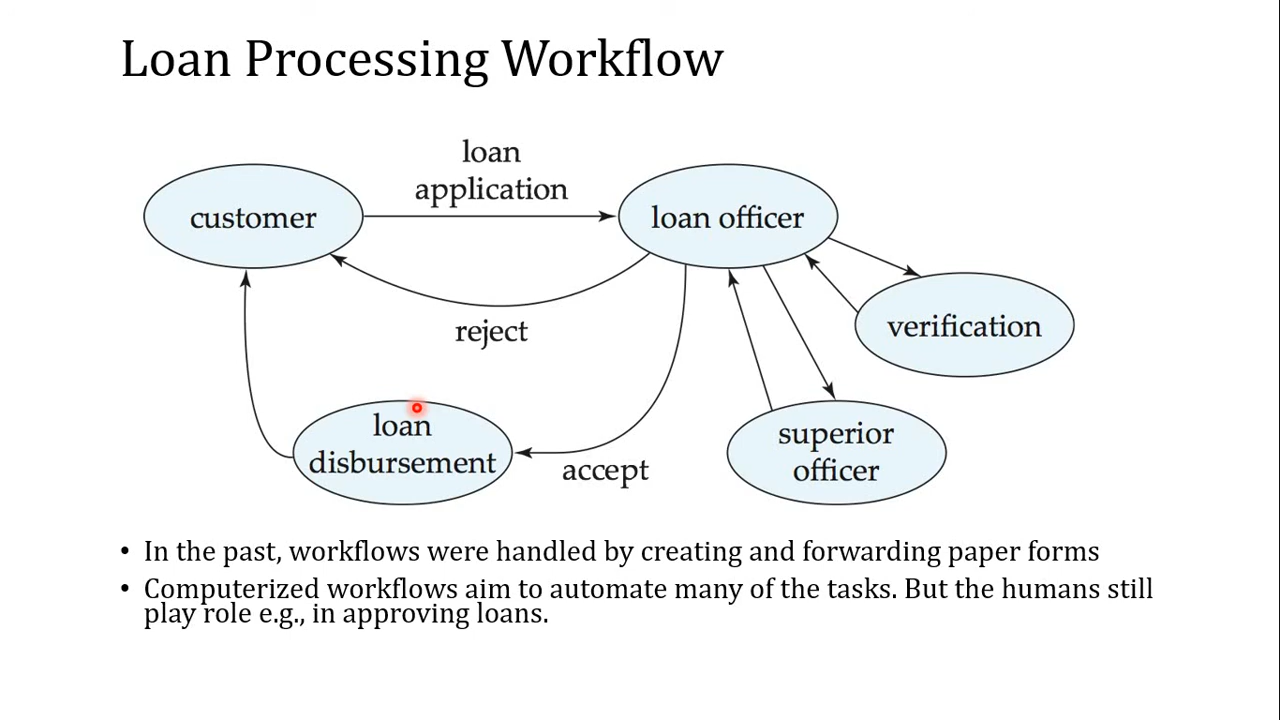 Loan Processing Workflow
loan
application
customer
loan officer
reject
verification
loan
disbursement
accept
superior
officer
• In the past, workflows were handled by creating and forwarding paper forms
• Computerized workflows aim to automate many of the tasks. But the humans still
play role e.g., in approving loans.